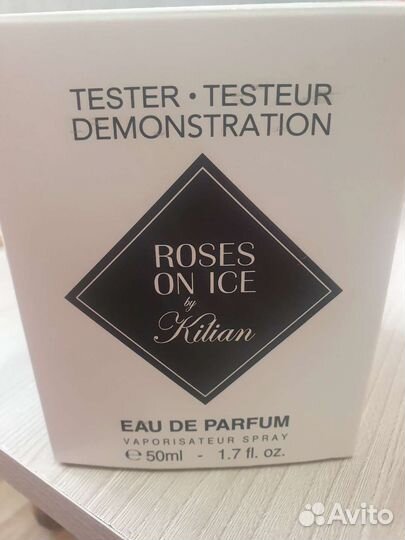 TESTER • TESTEUR
DEMONSTRATION
ROSES
ON ICE
by
Kilian
EAU DE PARFUM
VAPORISATEUR SPRAY
℮ 50ml - 1.7 fl. oz.
Avito